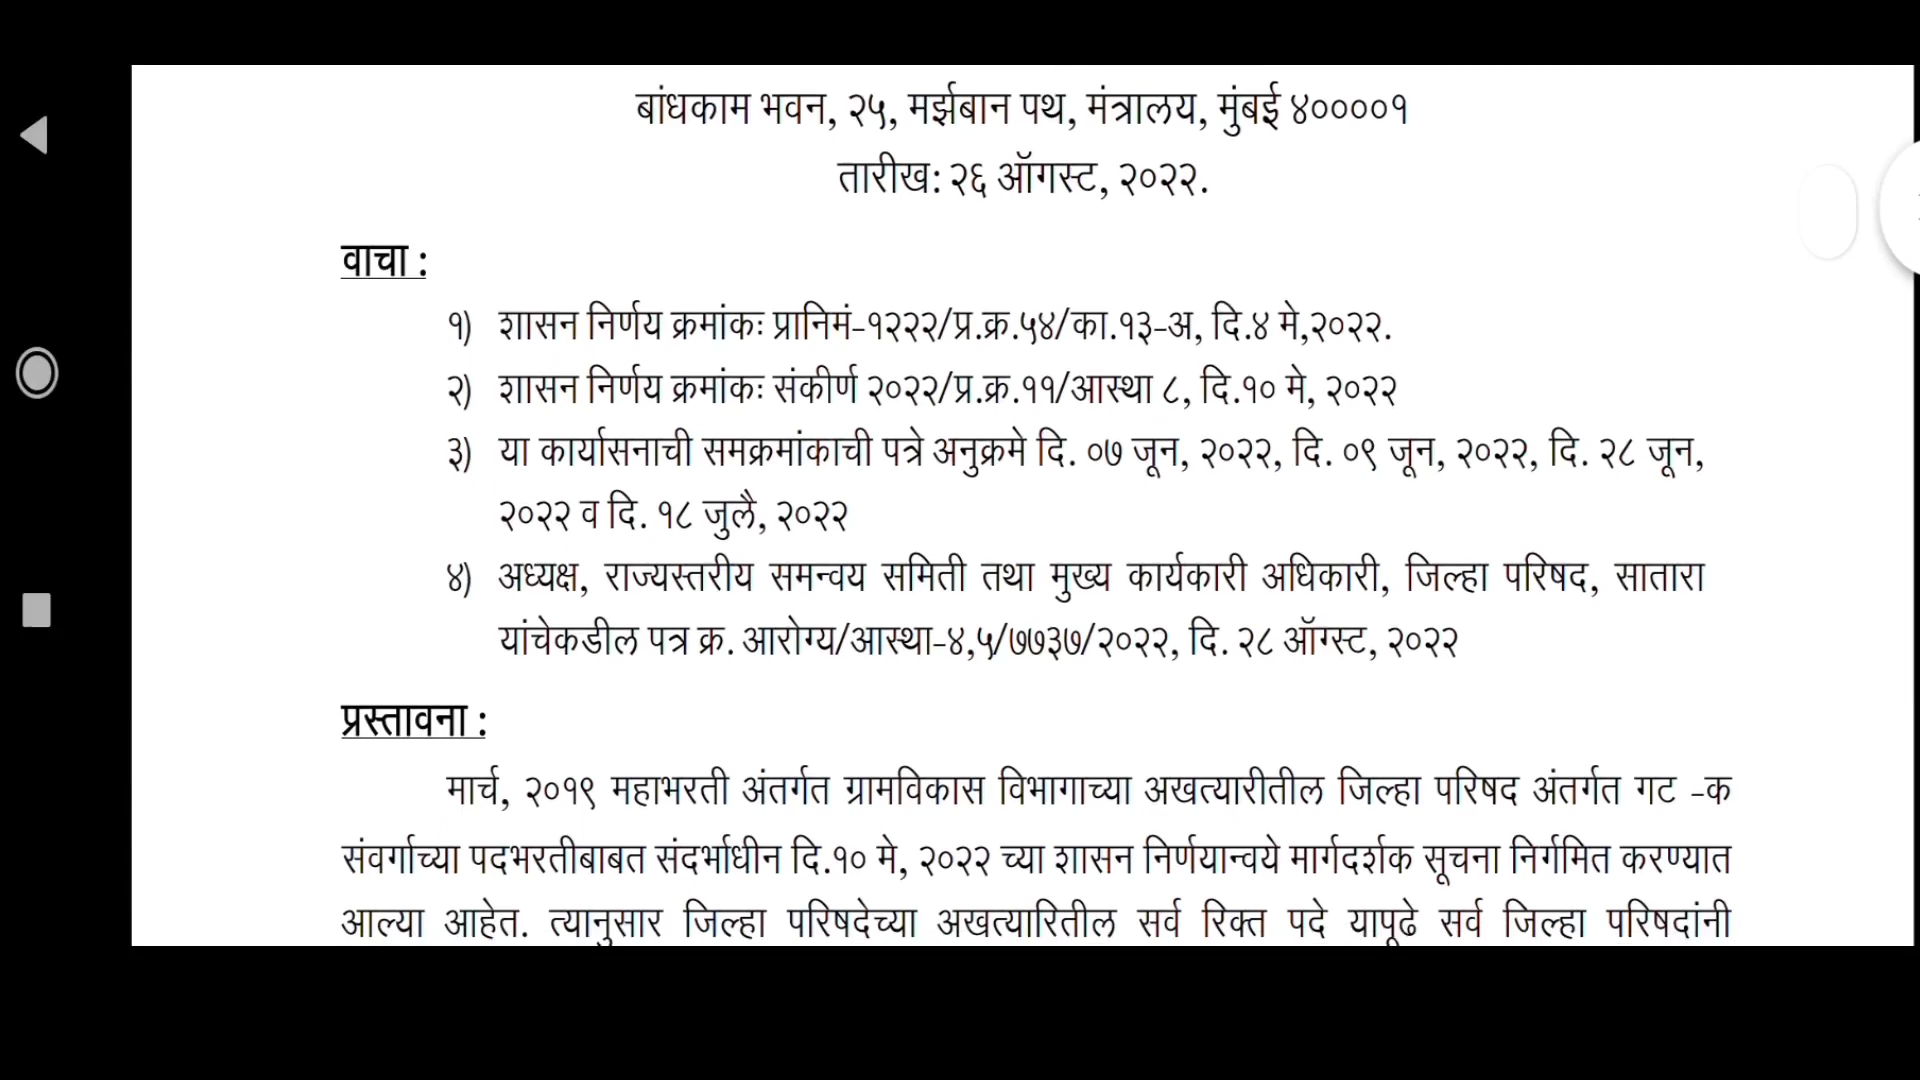 बांधकाम भवन, २५, मर्झबान पथ, मंत्रालय, मुंबई ४००००१
तारीख: २६ ऑगस्ट, २०२२.
वाचा :
१) शासन निर्णय क्रमांकः प्रानिमं-१२२२/प्र.क्र.५४/का.१३-अ, दि.४ मे,२०२२.
२) शासन निर्णय क्रमांकः संकीर्ण २०२२/प्र.क्र.११/आस्था ८, दि.१० मे, २०२२
३) या कार्यासनाची समक्रमांकाची पत्रे अनुक्रमे दि. ०७ जून, २०२२, दि. ०९ जून, २०२२, दि. २८ जून,
२०२२ व दि. १८ जुलै, २०२२
४) अध्यक्ष, राज्यस्तरीय समन्वय समिती तथा मुख्य कार्यकारी अधिकारी, जिल्हा परिषद, सातारा
यांचेकडील पत्र क्र. आरोग्य/आस्था-४,५/७७३७/२०२२, दि. २८ ऑग्स्ट, २०२२
प्रस्तावना :
मार्च, २०१९ महाभरती अंतर्गत ग्रामविकास विभागाच्या अखत्यारीतील जिल्हा परिषद अंतर्गत गट -क
संवर्गाच्या पदभरतीबाबत संदर्भाधीन दि.१० मे, २०२२ च्या शासन निर्णयान्वये मार्गदर्शक सूचना निर्गमित करण्यात
आल्या आहेत. त्यानुसार जिल्हा परिषदेच्या अखत्यारितील सर्व रिक्त पदे यापूढे सर्व जिल्हा परिषदांनी